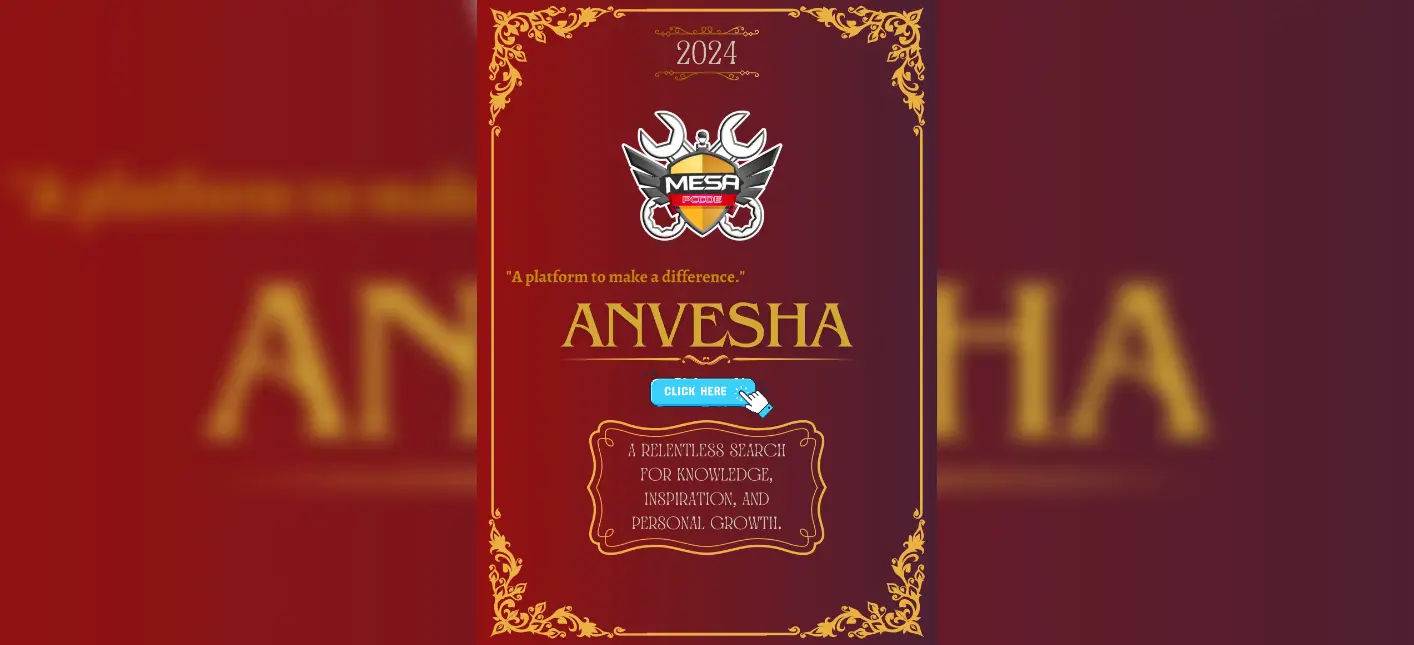 2024
MESA
PCCOE
"A platform to make a difference."
ANVESHA
CLICK HERE
A RELENTLESS SEARCH
FOR KNOWLEDGE,
INSPIRATION, AND
PERSONAL GROWTH.